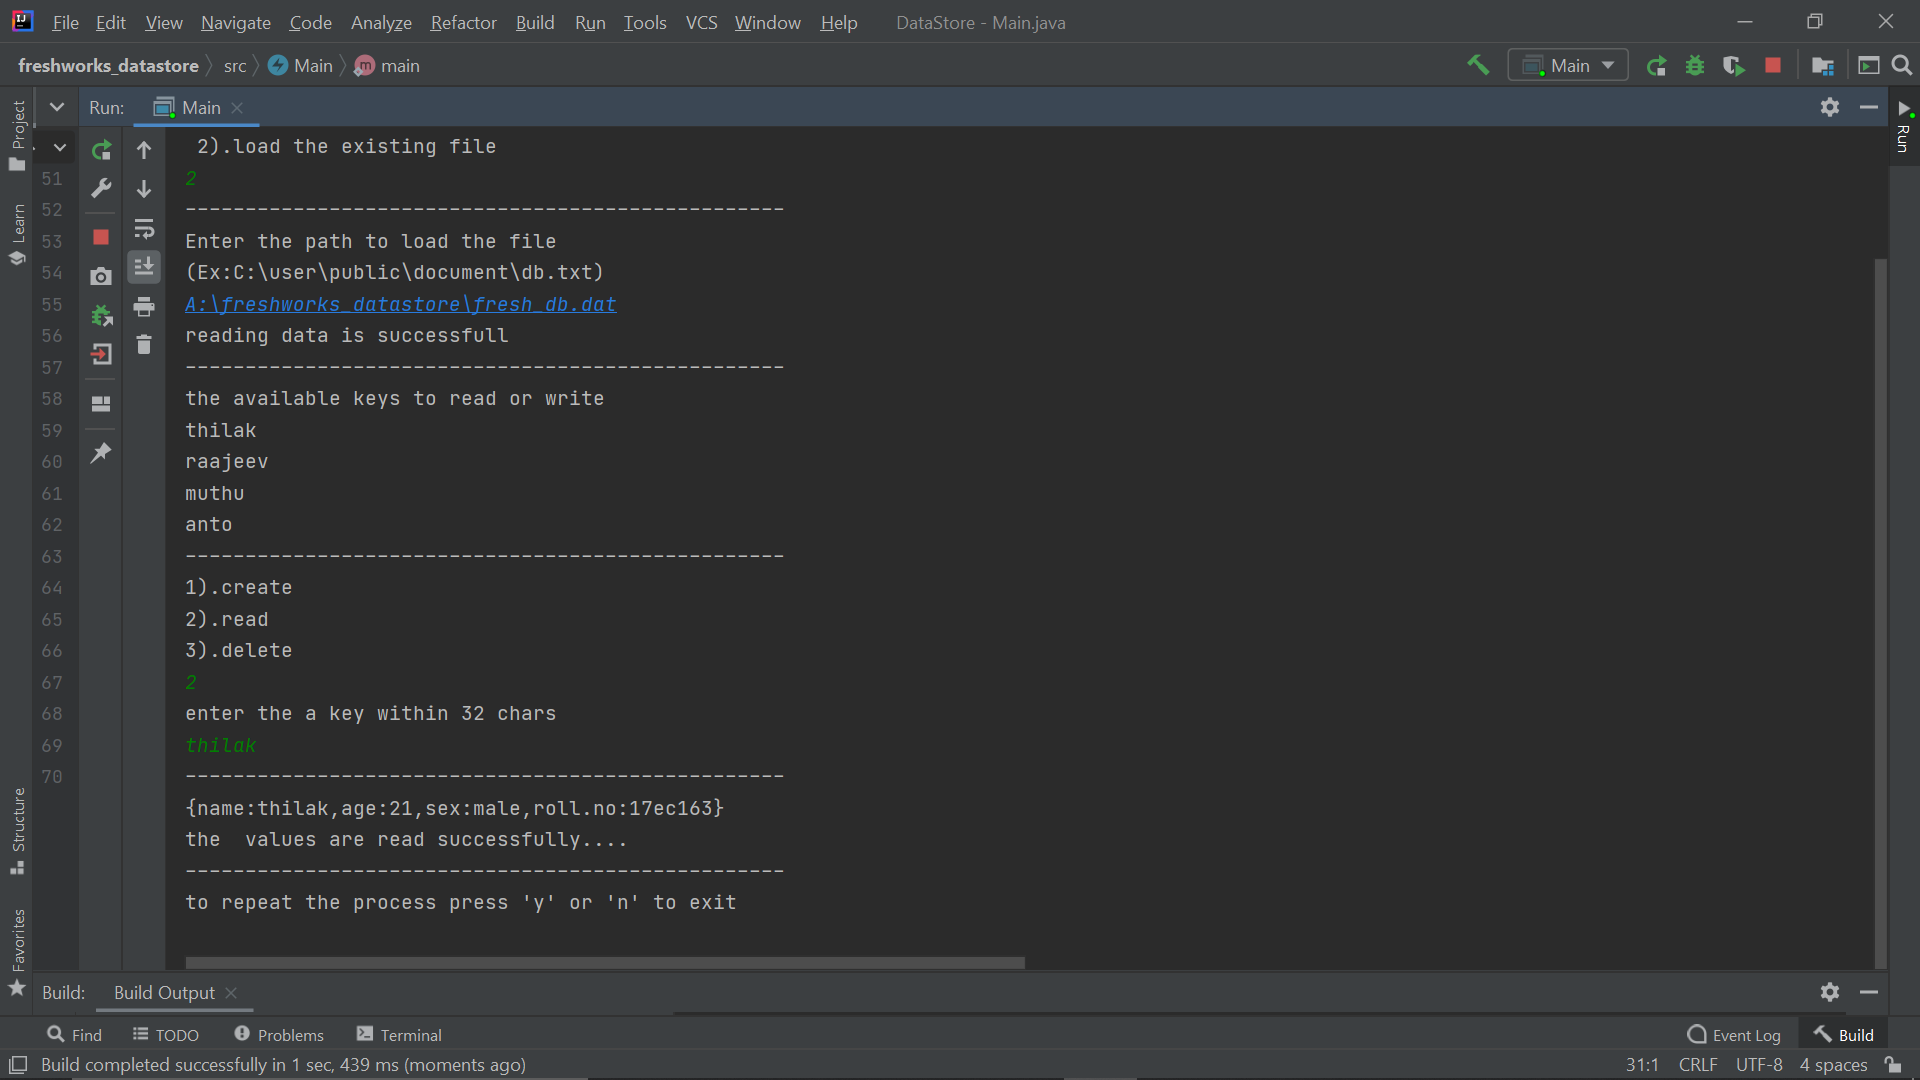 File Edit View Navigate Code Analyze Refactor Build Run Tools VCS Window Help DataStore - Main.java
freshworks_datastore src Main main Main
Run: Main
Project
Learn
Structure
Favorites
Run
2).load the existing file
51 2
52 --------------------------------------------------
53 Enter the path to load the file
54 (Ex:C:\user\public\document\db.txt)
55 A:\freshworks_datastore\fresh_db.dat
56 reading data is successfull
57 --------------------------------------------------
58 the available keys to read or write
59 thilak
60 raajeev
61 muthu
62 anto
63 --------------------------------------------------
64 1).create
65 2).read
66 3).delete
67 2
68 enter the a key within 32 chars
69 thilak
70 --------------------------------------------------
{name:thilak,age:21,sex:male,roll.no:17ec163}
the  values are read successfully....
--------------------------------------------------
to repeat the process press 'y' or 'n' to exit
Build: Build Output
Find TODO Problems Terminal Event Log Build
Build completed successfully in 1 sec, 439 ms (moments ago) 31:1 CRLF UTF-8 4 spaces